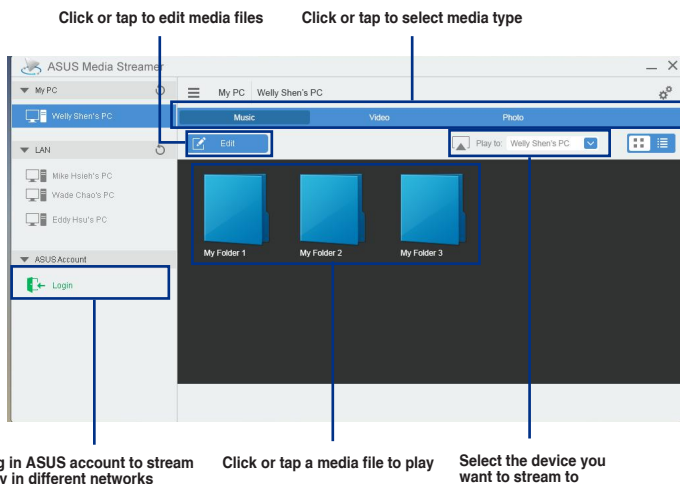 Click or tap to edit media files
Click or tap to select media type
ASUS Media Streamer
My PC
My PC Welly Shen's PC
Welly Shen's PC
Music Video Photo
Edit
Play to: Welly Shen's PC
LAN
Mike Hsieh's PC
Wade Chao's PC
Eddy Hsu's PC
My Folder 1 My Folder 2 My Folder 3
ASUS Account
Login
in ASUS account to stream
in different networks
Click or tap a media file to play
Select the device you
want to stream to